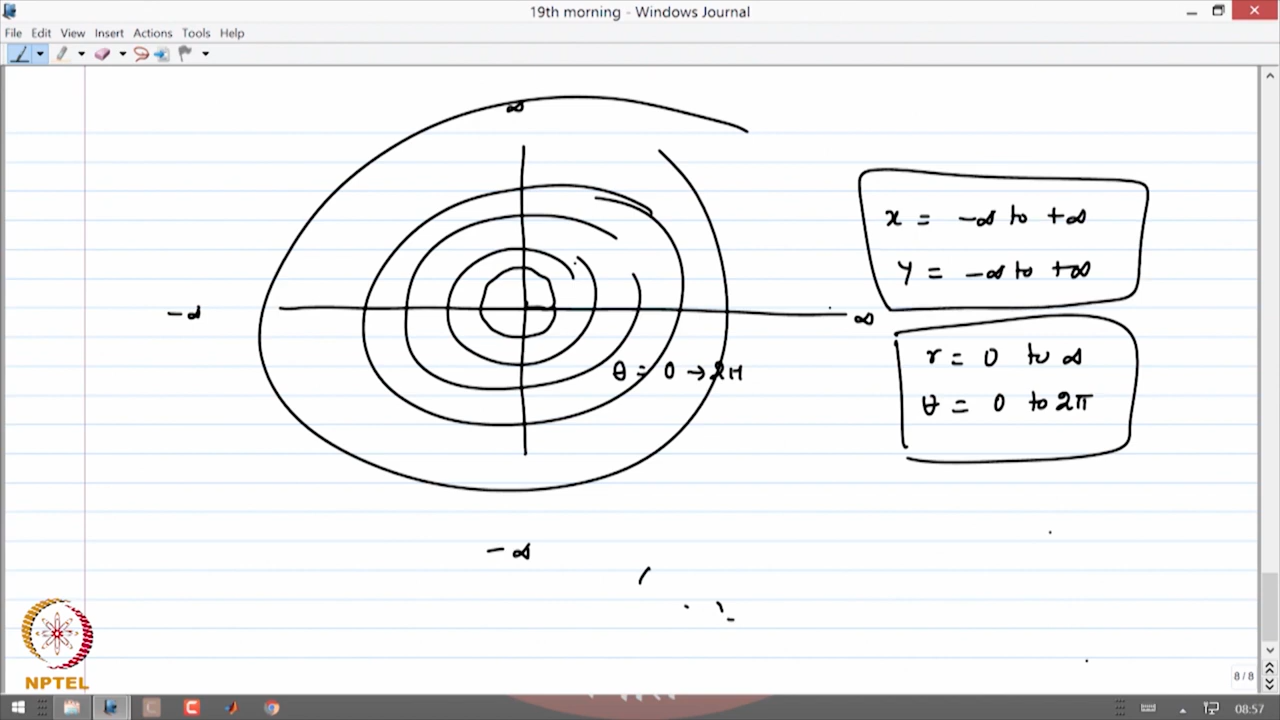 19th morning - Windows Journal
File Edit View Insert Actions Tools Help
∞
x = -∞ to +∞
y = -∞ to +∞
-∞
∞
r = 0 to ∞
θ = 0 → 2π
θ = 0 to 2π
-∞
NPTEL
8 / 8
08:57